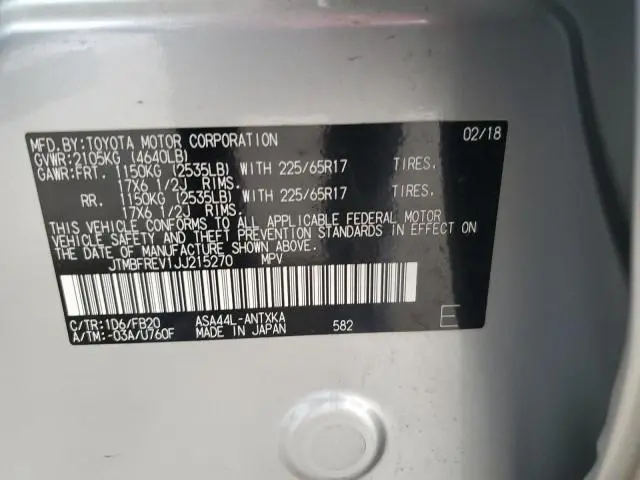 MFD.BY:TOYOTA MOTOR CORPORATION 02/18
GVWR:2105KG (4640LB)
GAWR:FRT. 1150KG (2535LB) WITH 225/65R17 TIRES,
17X6 1/2J RIMS.
RR. 1150KG (2535LB) WITH 225/65R17 TIRES,
17X6 1/2J RIMS.
THIS VEHICLE CONFORMS TO ALL APPLICABLE FEDERAL MOTOR
VEHICLE SAFETY AND THEFT PREVENTION STANDARDS IN EFFECT ON
THE DATE OF MANUFACTURE SHOWN ABOVE.
JTMBFREV1JJ215270 MPV
C/TR:1D6/FB20 ASA44L-ANTXKA
A/TM:-03A/U760F MADE IN JAPAN 582 E